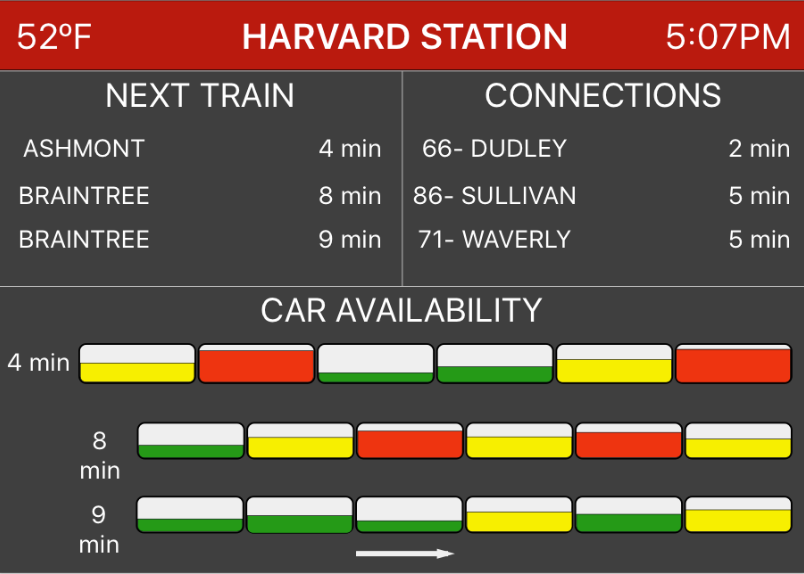 52ºF HARVARD STATION 5:07PM
NEXT TRAIN
ASHMONT 4 min
BRAINTREE 8 min
BRAINTREE 9 min
CONNECTIONS
66- DUDLEY 2 min
86- SULLIVAN 5 min
71- WAVERLY 5 min
CAR AVAILABILITY
4 min
8
min
9
min